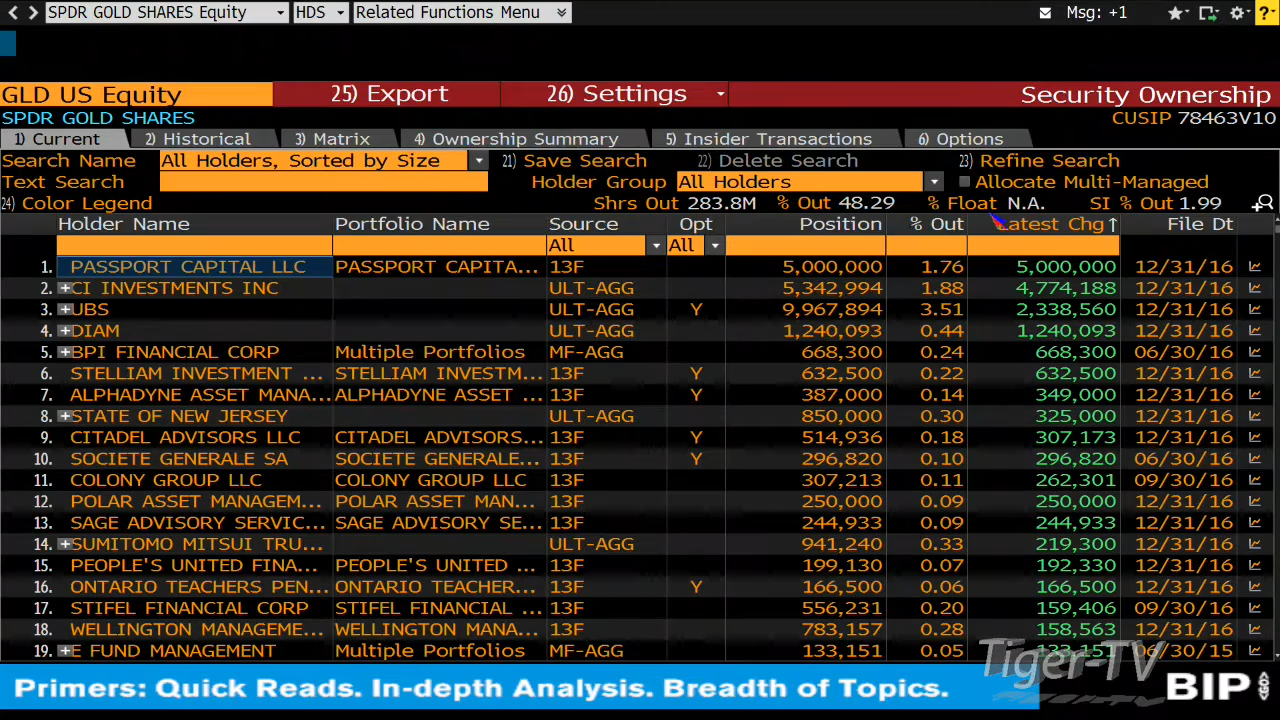 SPDR GOLD SHARES Equity HDS Related Functions Menu Msg: +1 ?
GLD US Equity 25) Export 26) Settings Security Ownership
SPDR GOLD SHARES CUSIP 78463V10
1) Current 2) Historical 3) Matrix 4) Ownership Summary 5) Insider Transactions 6) Options
Search Name All Holders, Sorted by Size 21) Save Search 22) Delete Search 23) Refine Search
Text Search Holder Group All Holders Allocate Multi-Managed
24) Color Legend Shrs Out 283.8M % Out 48.29 % Float N.A. SI % Out 1.99
Holder Name Portfolio Name Source Opt Position % Out Latest Chg↑ File Dt
All All
1. PASSPORT CAPITAL LLC PASSPORT CAPITA... 13F 5,000,000 1.76 5,000,000 12/31/16
2. +CI INVESTMENTS INC ULT-AGG 5,342,994 1.88 4,774,188 12/31/16
3. +UBS ULT-AGG Y 9,967,894 3.51 2,338,560 12/31/16
4. +DIAM ULT-AGG 1,240,093 0.44 1,240,093 12/31/16
5. +BPI FINANCIAL CORP Multiple Portfolios MF-AGG 668,300 0.24 668,300 06/30/16
6. STELLIAM INVESTMENT ... STELLIAM INVESTM... 13F Y 632,500 0.22 632,500 12/31/16
7. ALPHADYNE ASSET MANA... ALPHADYNE ASSET ... 13F Y 387,000 0.14 349,000 12/31/16
8. +STATE OF NEW JERSEY ULT-AGG 850,000 0.30 325,000 12/31/16
9. CITADEL ADVISORS LLC CITADEL ADVISORS... 13F Y 514,936 0.18 307,173 12/31/16
10. SOCIETE GENERALE SA SOCIETE GENERALE... 13F Y 296,820 0.10 296,820 06/30/16
11. COLONY GROUP LLC COLONY GROUP LLC 13F 307,213 0.11 262,301 09/30/16
12. POLAR ASSET MANAGEM... POLAR ASSET MAN... 13F 250,000 0.09 250,000 12/31/16
13. SAGE ADVISORY SERVIC... SAGE ADVISORY SE... 13F 244,933 0.09 244,933 12/31/16
14. +SUMITOMO MITSUI TRU... ULT-AGG 941,240 0.33 219,300 12/31/16
15. PEOPLE'S UNITED FINA... PEOPLE'S UNITED ... 13F 199,130 0.07 192,330 12/31/16
16. ONTARIO TEACHERS PEN... ONTARIO TEACHER... 13F Y 166,500 0.06 166,500 12/31/16
17. STIFEL FINANCIAL CORP STIFEL FINANCIAL ... 13F 556,231 0.20 159,406 09/30/16
18. WELLINGTON MANAGEME... WELLINGTON MANA... 13F 783,157 0.28 158,563 12/31/16
19. +E FUND MANAGEMENT Multiple Portfolios MF-AGG 133,151 0.05 133,151 06/30/15
Tiger-TV
Primers: Quick Reads. In-depth Analysis. Breadth of Topics. BIP GO